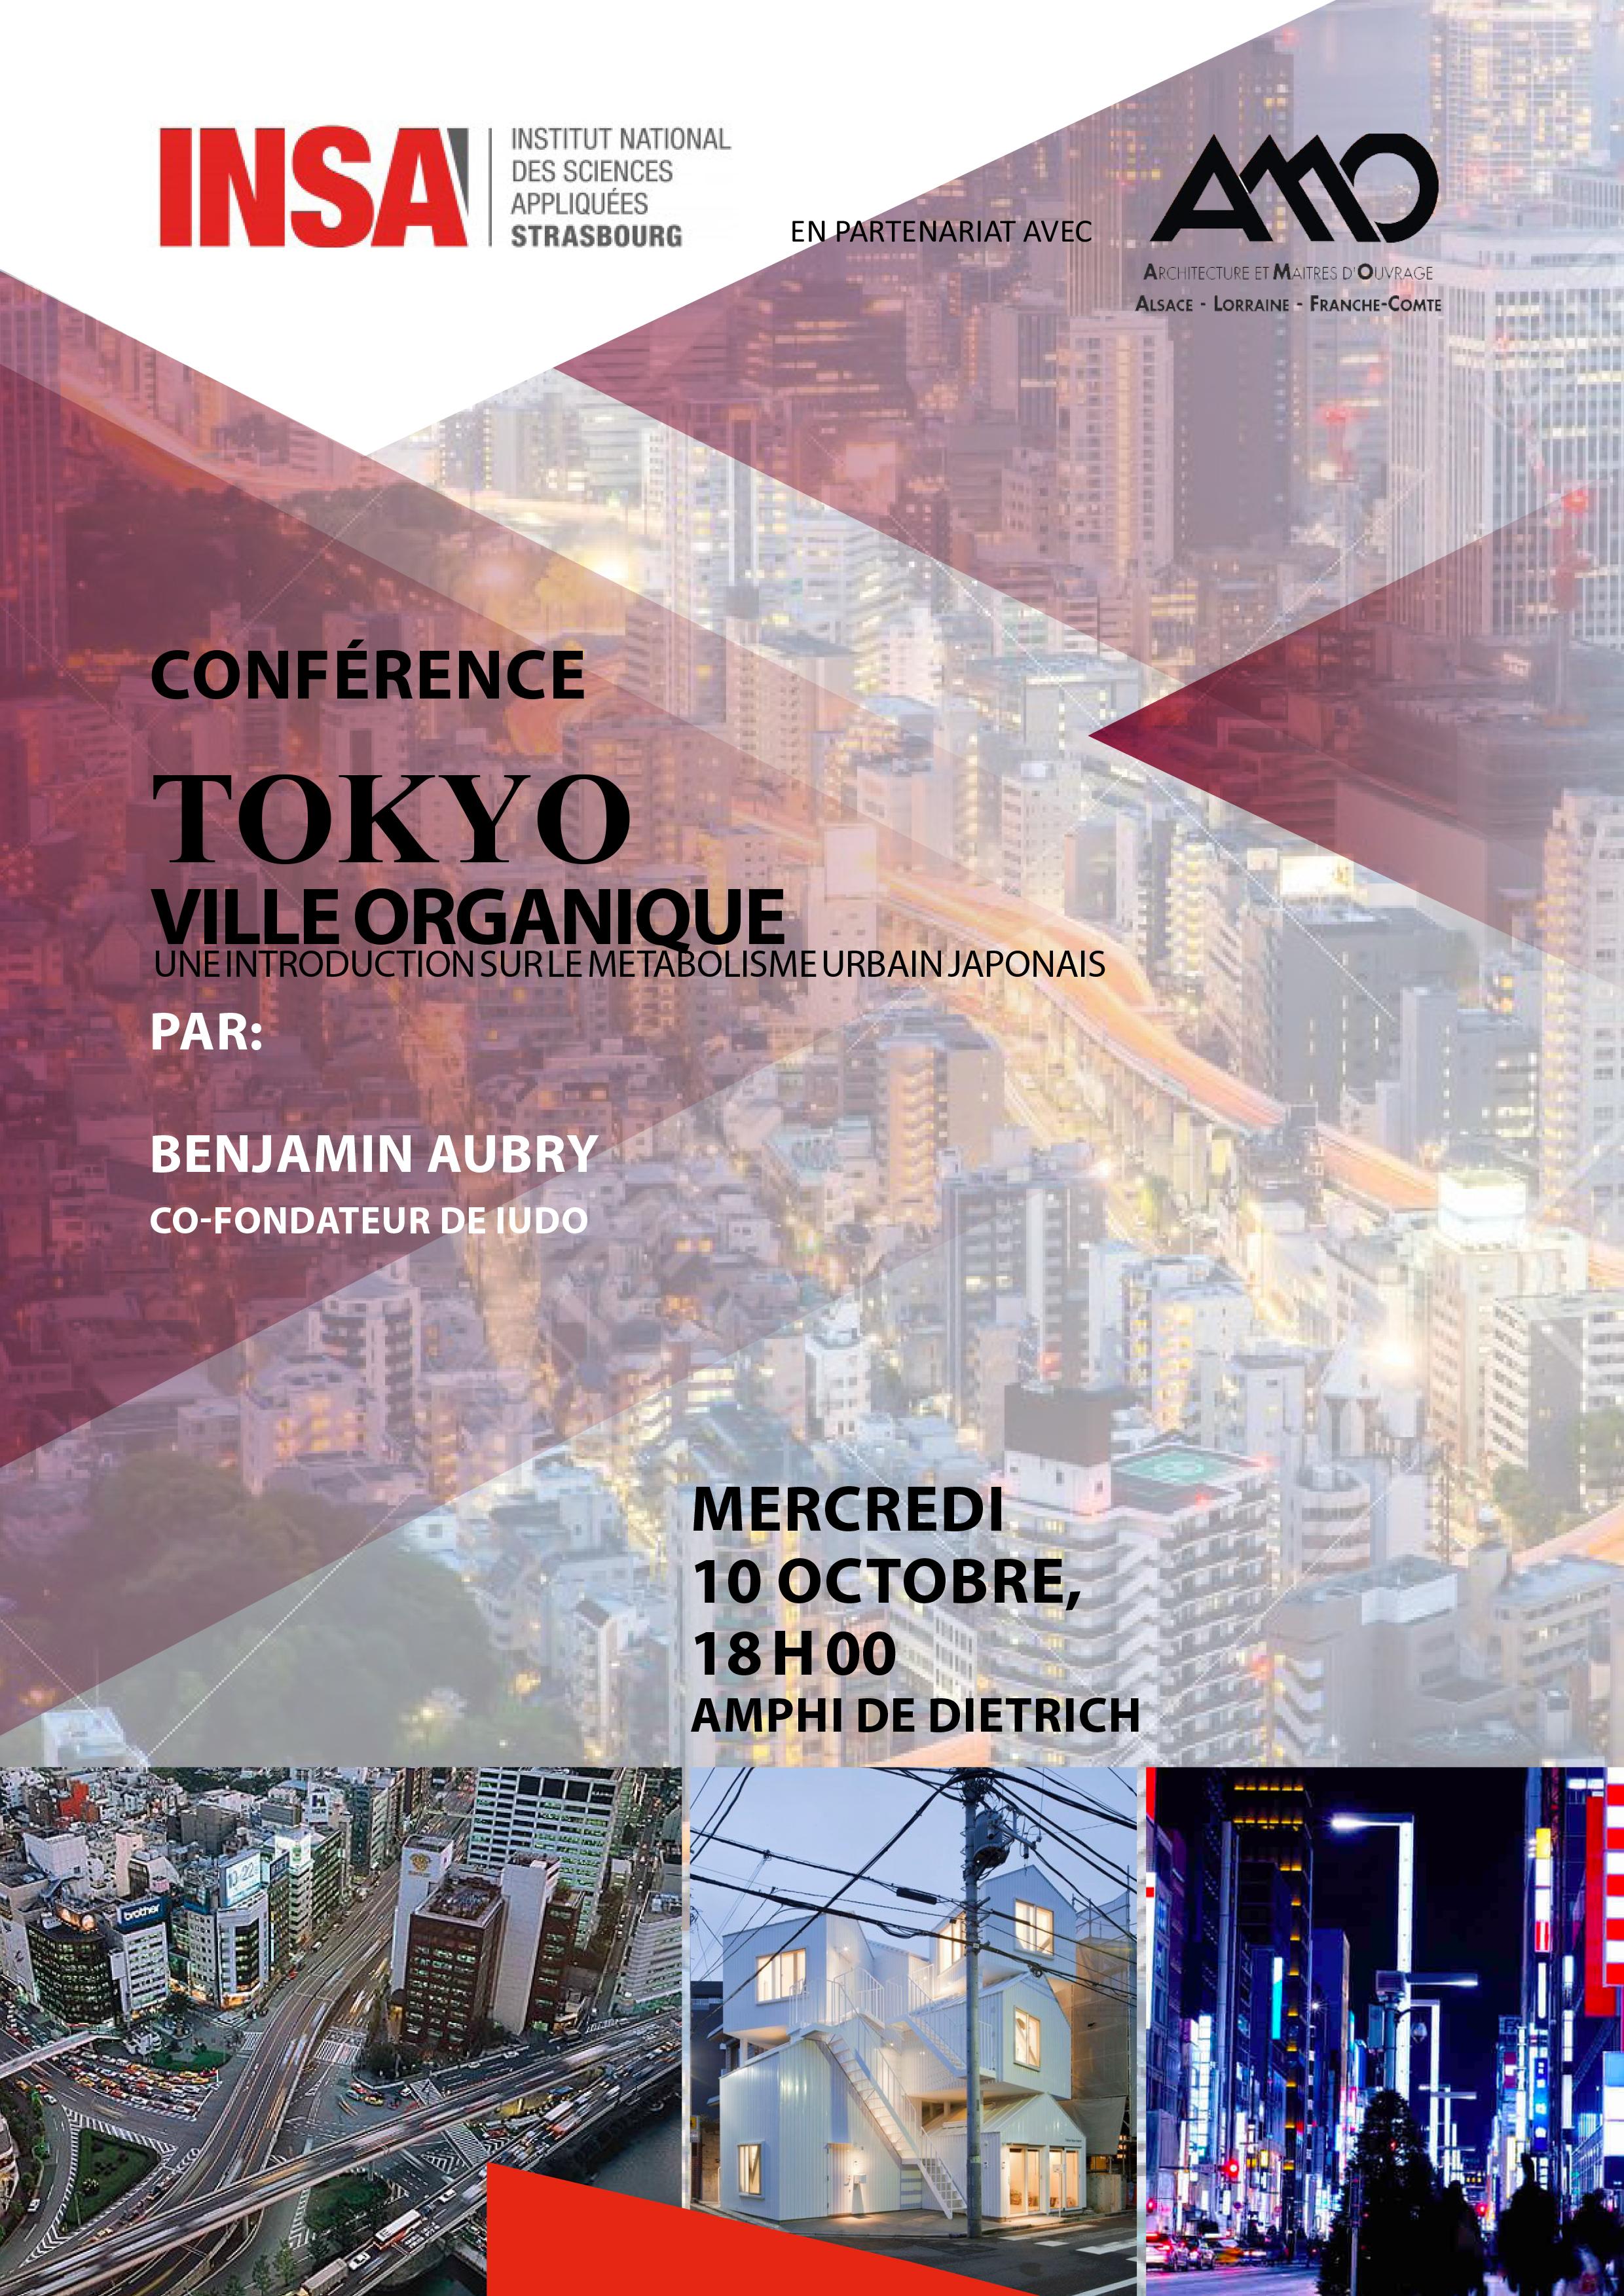 INSA
INSTITUT NATIONAL
DES SCIENCES
APPLIQUÉES
STRASBOURG
EN PARTENARIAT AVEC
AMO
ARCHITECTURE ET MAITRES D'OUVRAGE
ALSACE - LORRAINE - FRANCHE-COMTE
CONFÉRENCE
TOKYO
VILLE ORGANIQUE
UNE INTRODUCTION SUR LE METABOLISME URBAIN JAPONAIS
PAR:
BENJAMIN AUBRY
CO-FONDATEUR DE IUDO
MERCREDI
10 OCTOBRE,
18 H 00
AMPHI DE DIETRICH
brother